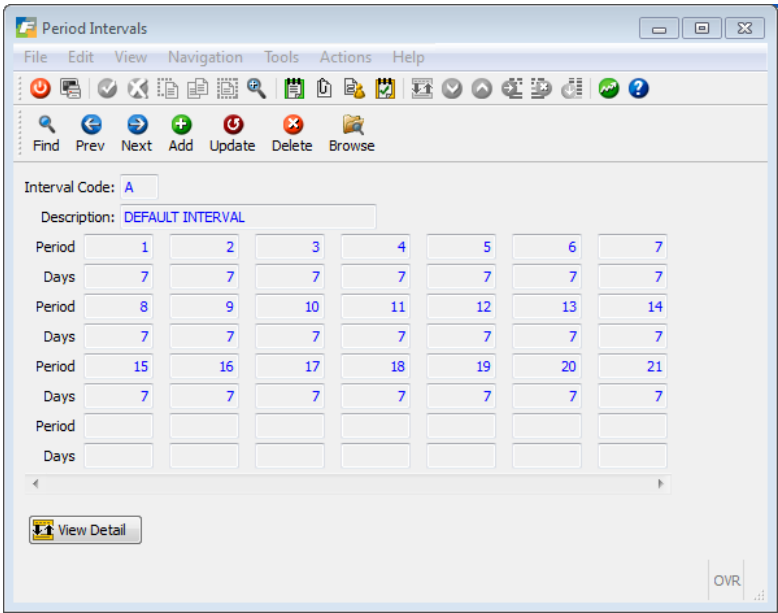 Period Intervals
File Edit View Navigation Tools Actions Help
Find Prev Next Add Update Delete Browse
Interval Code: A
Description: DEFAULT INTERVAL
Period 1 2 3 4 5 6 7
Days 7 7 7 7 7 7 7
Period 8 9 10 11 12 13 14
Days 7 7 7 7 7 7 7
Period 15 16 17 18 19 20 21
Days 7 7 7 7 7 7 7
Period
Days
View Detail
OVR